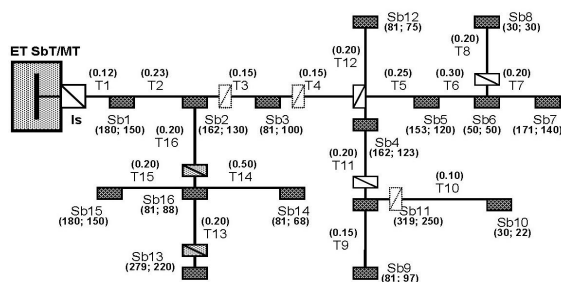 ET SbT/MT
Is
(0.12)
T1
(0.23)
T2
(0.15)
T3
(0.15)
T4
(0.20)
T12
(0.25)
T5
(0.30)
T6
(0.20)
T7
(0.20)
T8
Sb12
(81; 75)
Sb8
(30; 30)
Sb1
(180; 150)
Sb2
(162; 130)
Sb3
(81; 100)
Sb4
(162; 123)
Sb5
(153; 120)
Sb6
(50; 50)
Sb7
(171; 140)
(0.20)
T16
(0.20)
T15
(0.50)
T14
(0.20)
T11
(0.10)
T10
Sb15
(180; 150)
Sb16
(81; 88)
Sb14
(81; 68)
Sb11
(319; 250)
Sb10
(30; 22)
(0.20)
T13
(0.15)
T9
Sb13
(279; 220)
Sb9
(81; 97)